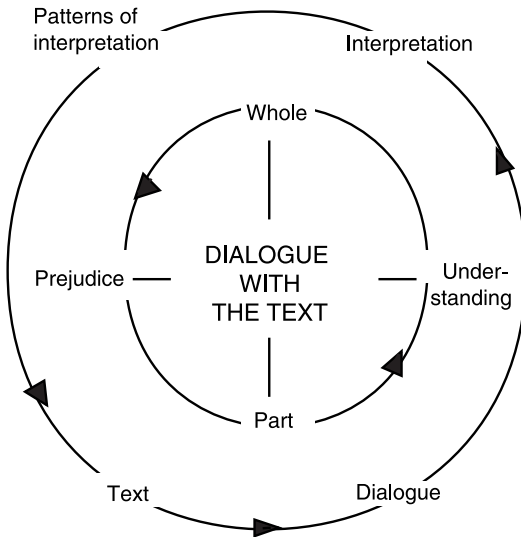 Patterns of
interpretation
Interpretation
Whole
Prejudice
DIALOGUE
WITH
THE TEXT
Under-
standing
Part
Text
Dialogue